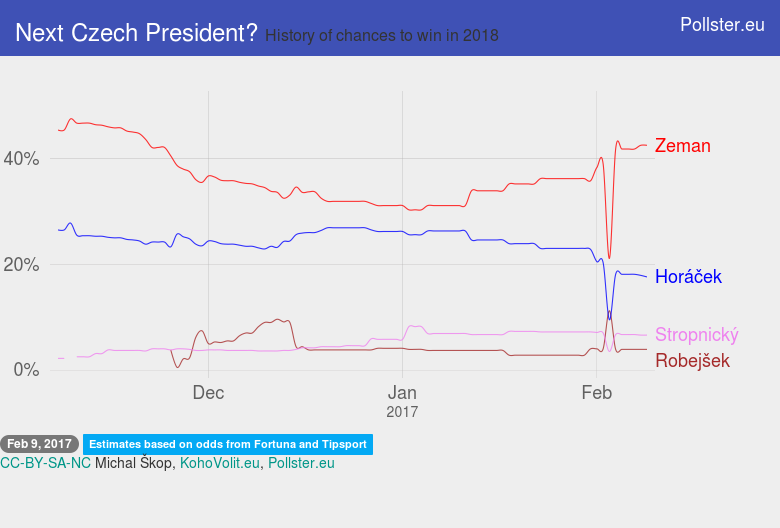 Next Czech President? History of chances to win in 2018
Pollster.eu
Zeman
40%
Horáček
20%
Stropnický
Robejšek
0%
Dec Jan Feb
2017
Feb 9, 2017 Estimates based on odds from Fortuna and Tipsport
CC-BY-SA-NC Michal Škop, KohoVolit.eu, Pollster.eu